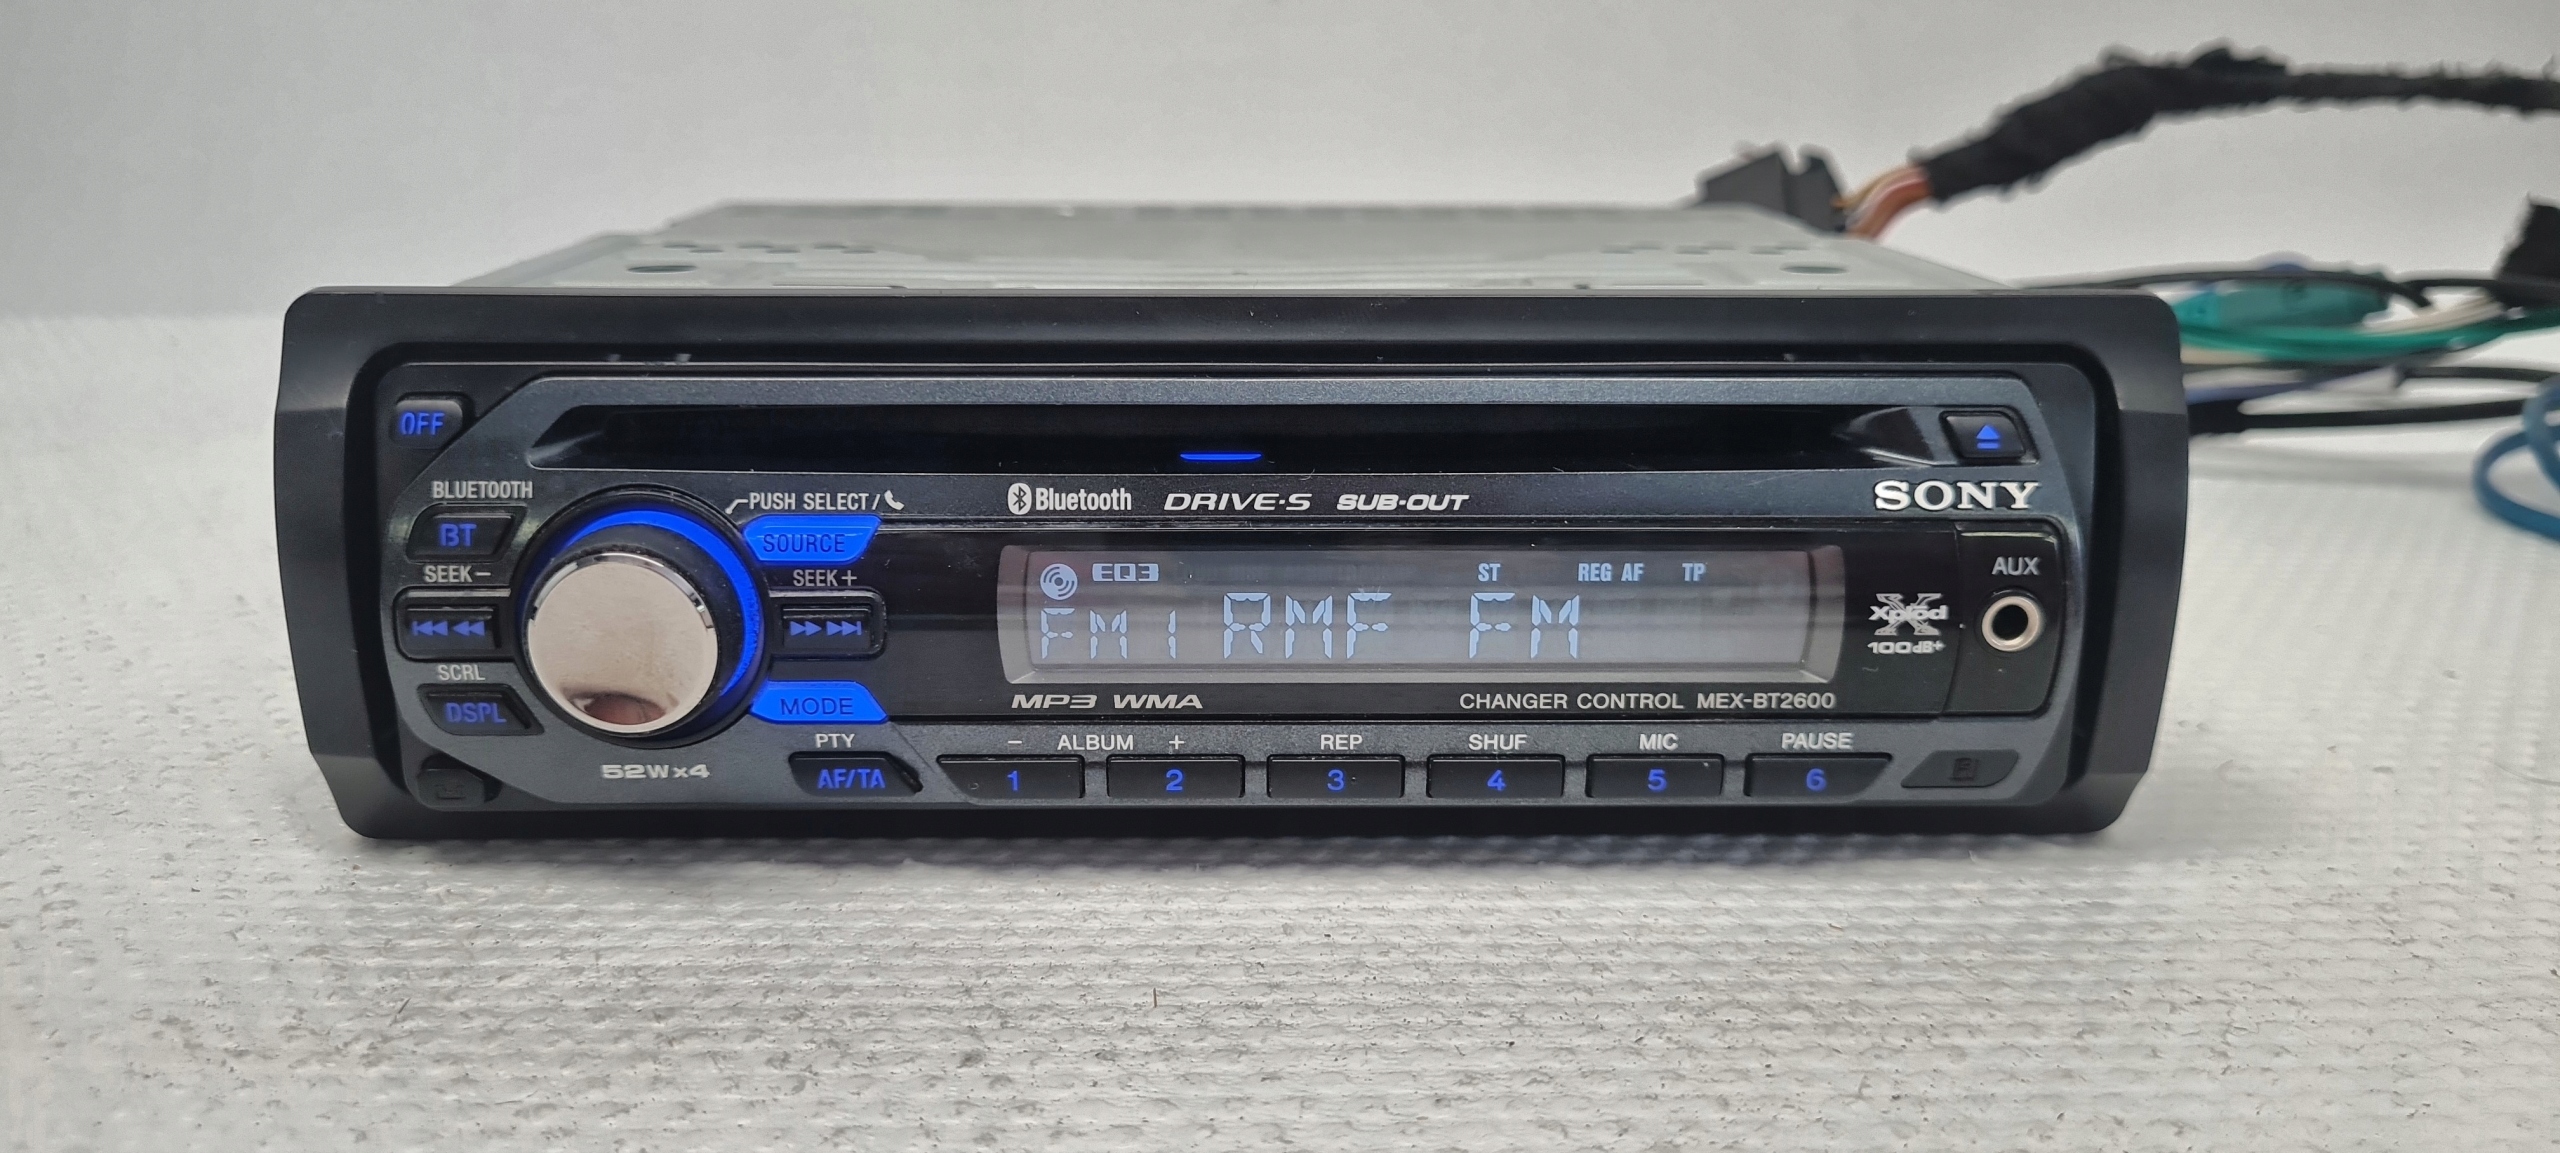 OFF
BLUETOOTH
BT
PUSH SELECT /
SOURCE
SEEK−
SEEK+
SCRL
DSPL
MODE
52W×4
PTY
AF/TA
Bluetooth DRIVE-S SUB-OUT
SONY
EQ3 ST REG AF TP
FM1 RMF FM
MP3 WMA
CHANGER CONTROL MEX-BT2600
Xplod
100dB+
AUX
− ALBUM + REP SHUF MIC PAUSE
1 2 3 4 5 6